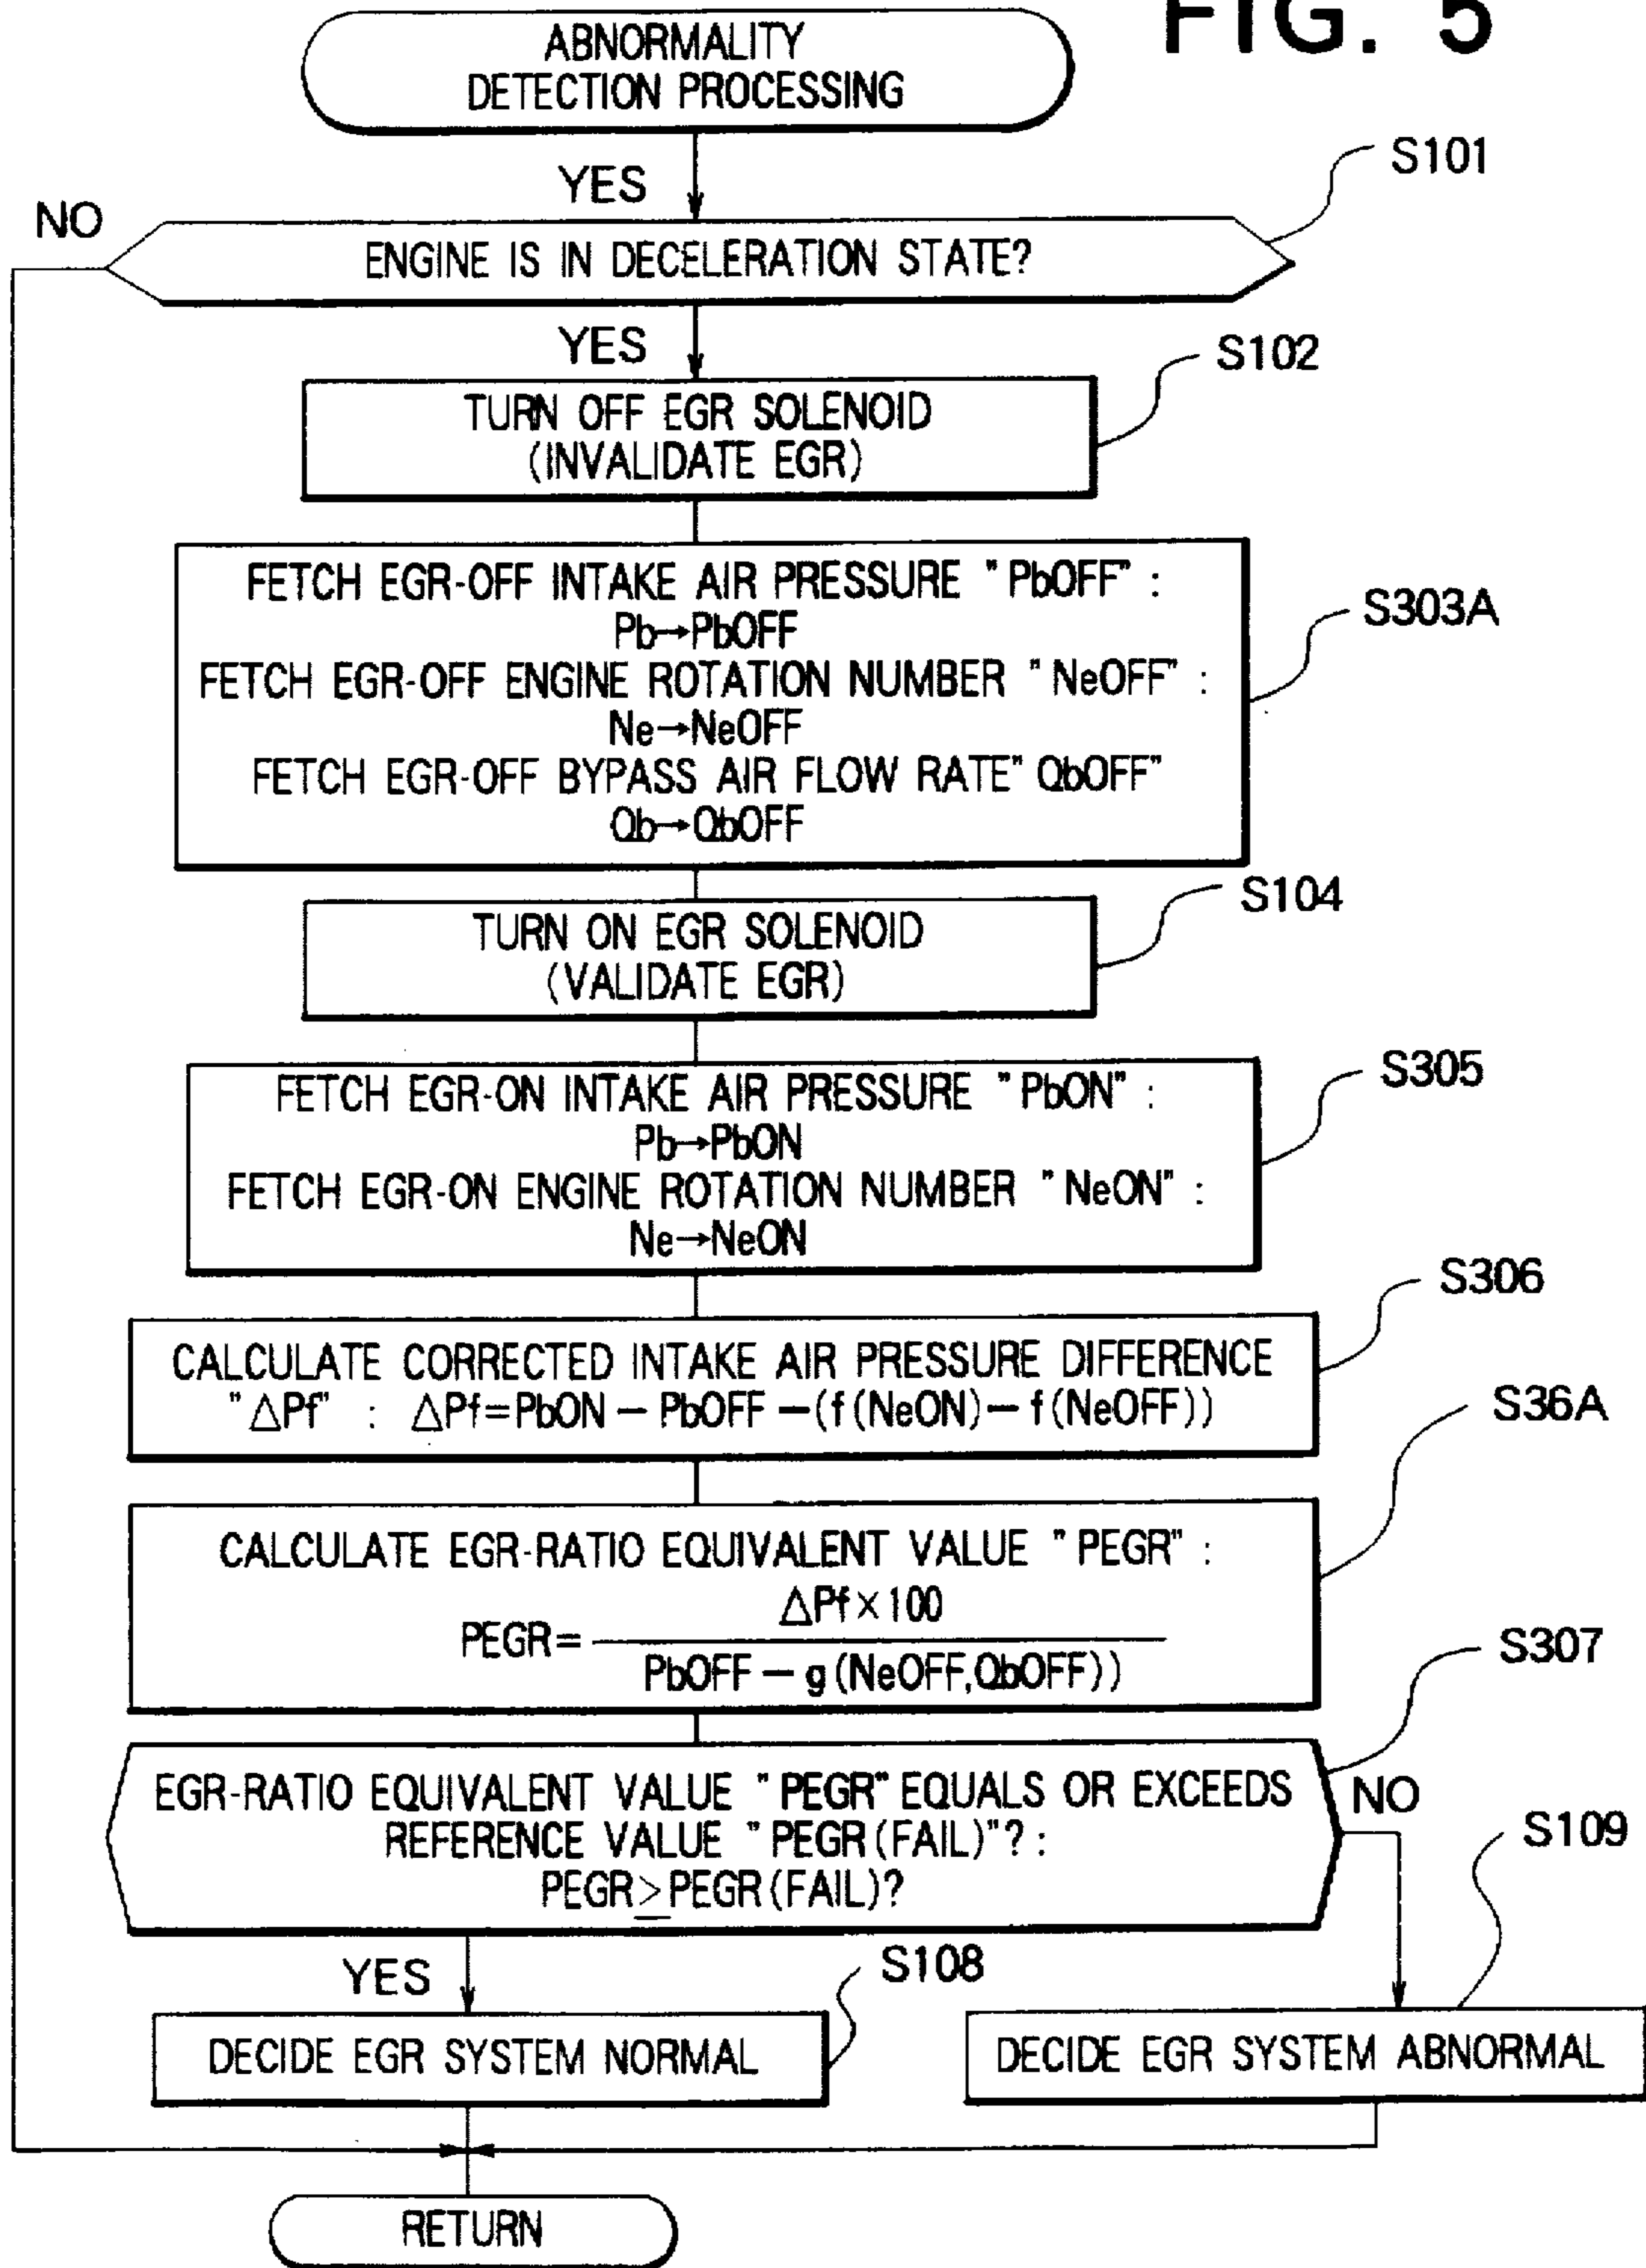 FIG. 5
ABNORMALITY
DETECTION PROCESSING
YES
S101
NO
ENGINE IS IN DECELERATION STATE?
YES
S102
TURN OFF EGR SOLENOID
(INVALIDATE EGR)
FETCH EGR-OFF INTAKE AIR PRESSURE "PbOFF" :
Pb→PbOFF
S303A
FETCH EGR-OFF ENGINE ROTATION NUMBER "NeOFF" :
Ne→NeOFF
FETCH EGR-OFF BYPASS AIR FLOW RATE"QbOFF"
Qb→QbOFF
S104
TURN ON EGR SOLENOID
(VALIDATE EGR)
S305
FETCH EGR-ON INTAKE AIR PRESSURE "PbON" :
Pb→PbON
FETCH EGR-ON ENGINE ROTATION NUMBER "NeON" :
Ne→NeON
S306
CALCULATE CORRECTED INTAKE AIR PRESSURE DIFFERENCE
"△Pf" : △Pf=PbON − PbOFF −(f(NeON)− f(NeOFF))
S36A
CALCULATE EGR-RATIO EQUIVALENT VALUE "PEGR" :
△Pf×100
PEGR=
PbOFF − g(NeOFF,QbOFF))
S307
EGR-RATIO EQUIVALENT VALUE "PEGR" EQUALS OR EXCEEDS
REFERENCE VALUE "PEGR(FAIL)"? :
PEGR≥PEGR(FAIL)?
NO
S109
YES
S108
DECIDE EGR SYSTEM NORMAL
DECIDE EGR SYSTEM ABNORMAL
RETURN